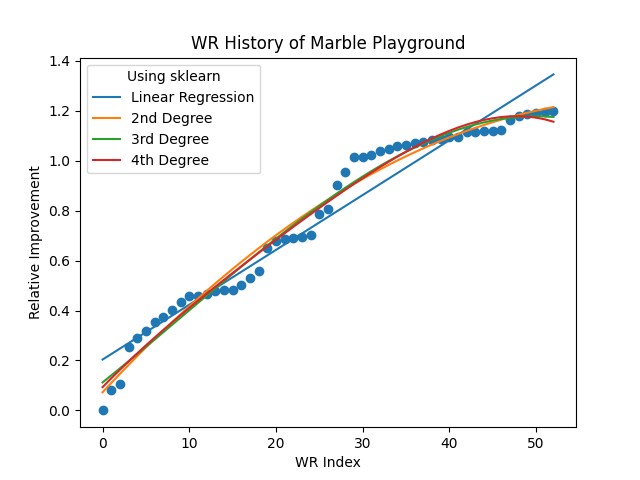 WR History of Marble Playground
Using sklearn
Linear Regression
2nd Degree
3rd Degree
4th Degree
Relative Improvement
1.4
1.2
1.0
0.8
0.6
0.4
0.2
0.0
0 10 20 30 40 50
WR Index